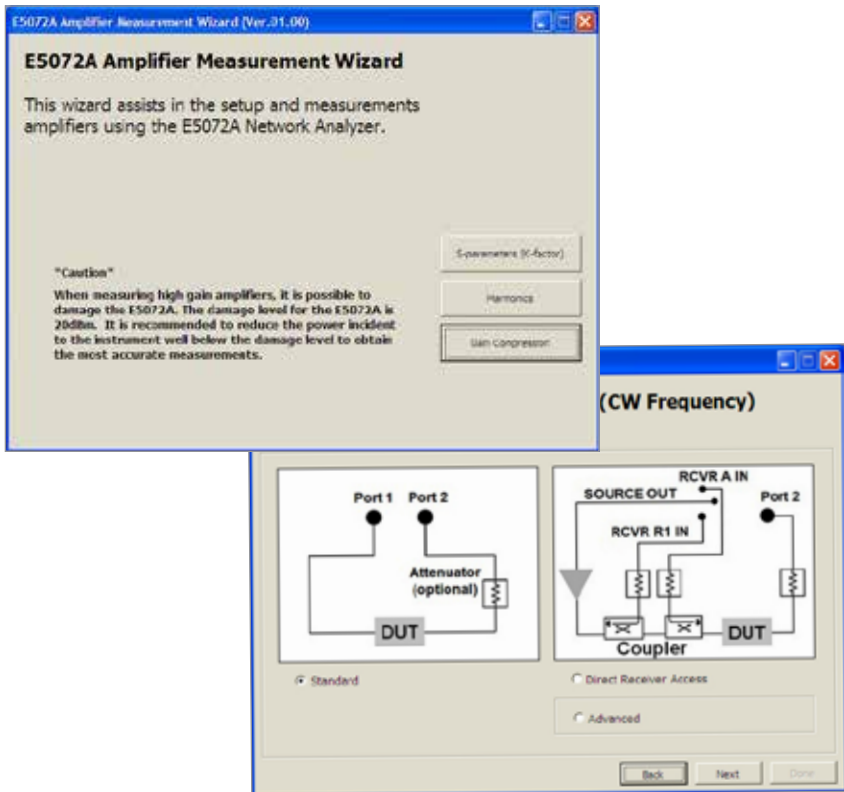 E5072A Amplifier Measurement Wizard (Ver.01.00)
E5072A Amplifier Measurement Wizard
This wizard assists in the setup and measurements
amplifiers using the E5072A Network Analyzer.
"Caution"
When measuring high gain amplifiers, it is possible to
damage the E5072A. The damage level for the E5072A is
20dBm. It is recommended to reduce the power incident
to the instrument well below the damage level to obtain
the most accurate measurements.
S-parameters (K-factor)
Harmonics
Gain Compression
(CW Frequency)
Port 1 Port 2
Attenuator
(optional)
DUT
RCVR A IN
SOURCE OUT
Port 2
RCVR R1 IN
DUT
Coupler
Standard
Direct Receiver Access
Advanced
Back
Next
Done